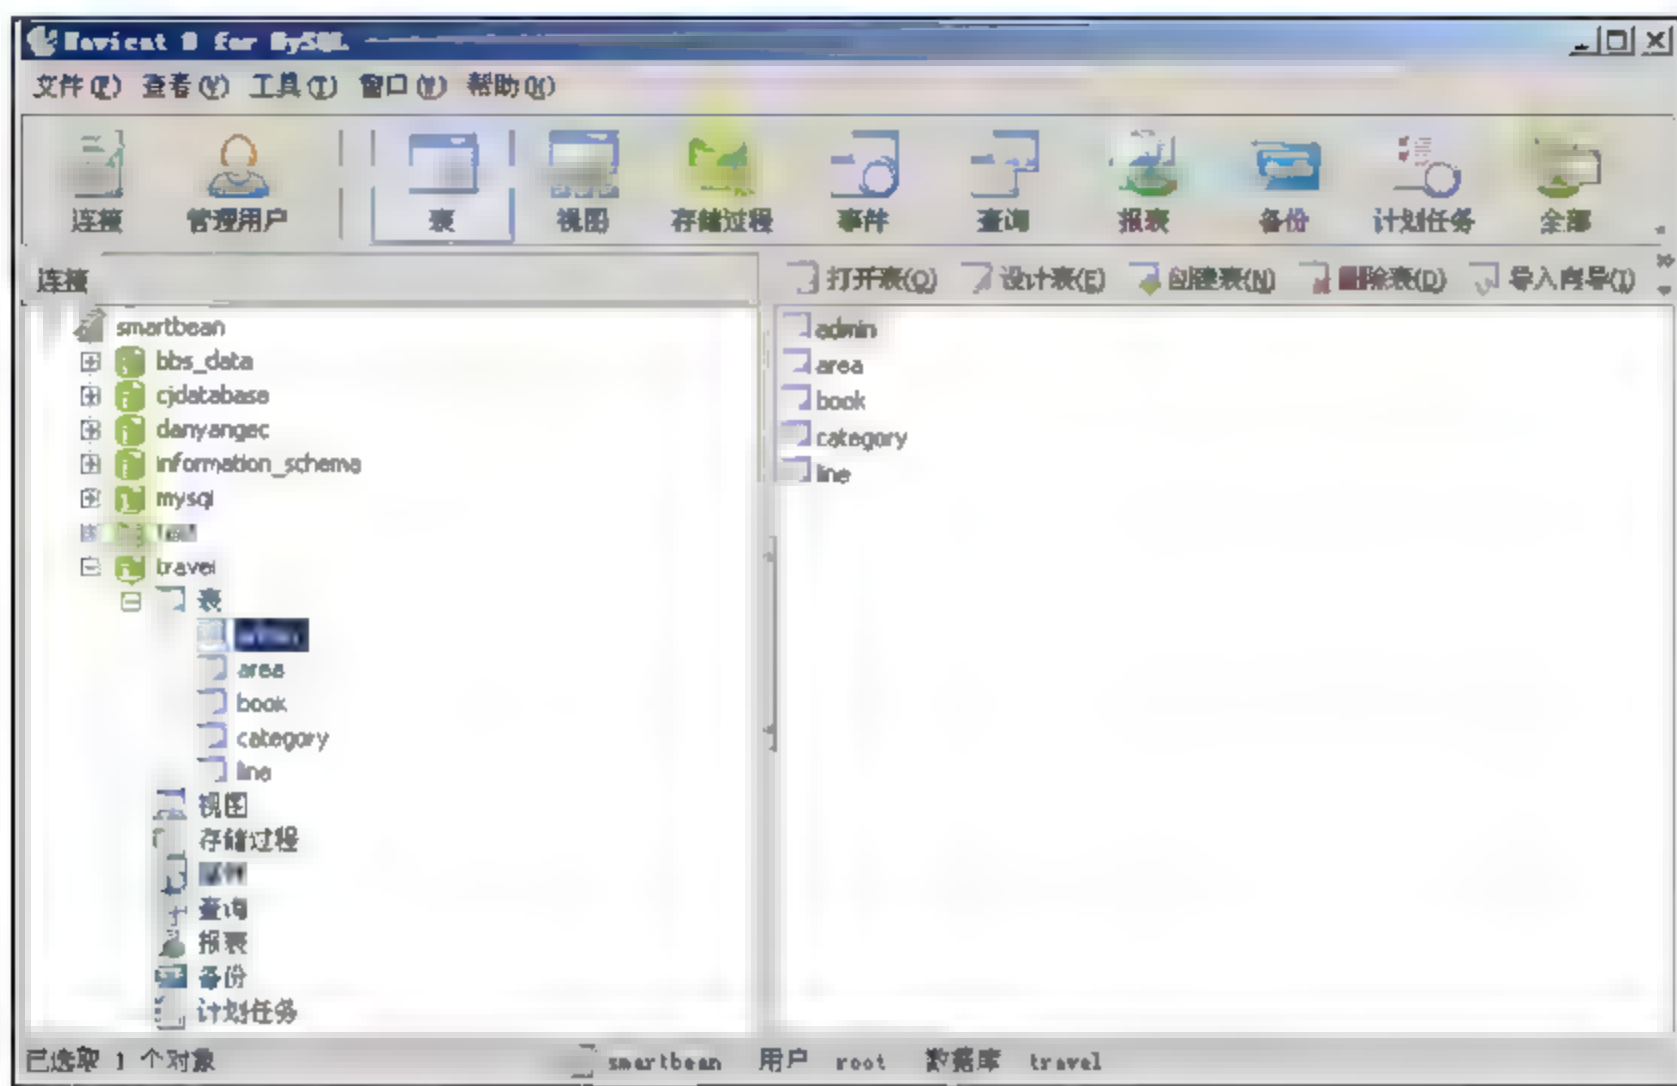 Navicat 8 for MySQL
文件(F) 查看(V) 工具(T) 窗口(W) 帮助(H)
连接 管理用户 表 视图 存储过程 事件 查询 报表 备份 计划任务 全部
连接
打开表(O) 设计表(E) 创建表(N) 删除表(D) 导入向导(I)
smartbean
bbs_data
cjdatabase
danyangec
information_schema
mysql
travel
表
area
book
category
line
视图
存储过程
查询
报表
备份
计划任务
admin
area
book
category
line
已选取 1 个对象 smartbean 用户 root 数据库 travel